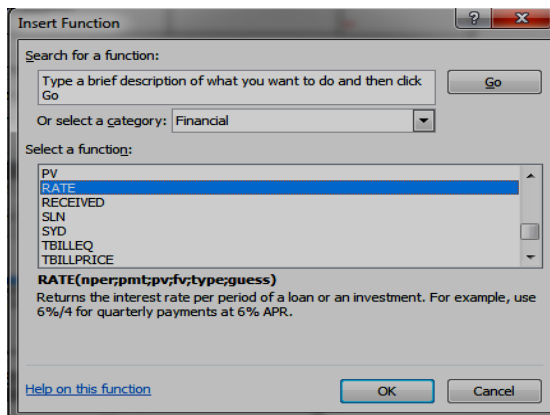 Insert Function
?
Search for a function:
Type a brief description of what you want to do and then click
Go
Go
Or select a category: Financial
Select a function:
PV
RATE
RECEIVED
SLN
SYD
TBILLEQ
TBILLPRICE
RATE(nper;pmt;pv;fv;type;guess)
Returns the interest rate per period of a loan or an investment. For example, use
6%/4 for quarterly payments at 6% APR.
Help on this function
OK
Cancel